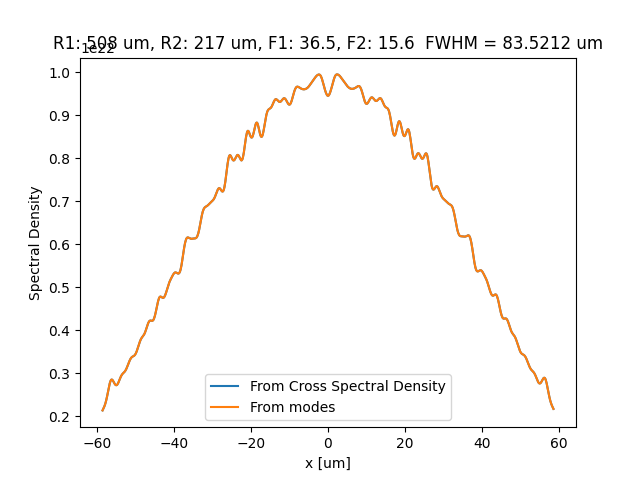 R1: 508 um, R2: 217 um, F1: 36.5, F2: 15.6  FWHM = 83.5212 um
1e22
1.0
0.9
0.8
0.7
0.6
0.5
0.4
0.3
0.2
Spectral Density
From Cross Spectral Density
From modes
−60
−40
−20
0
20
40
60
x [um]